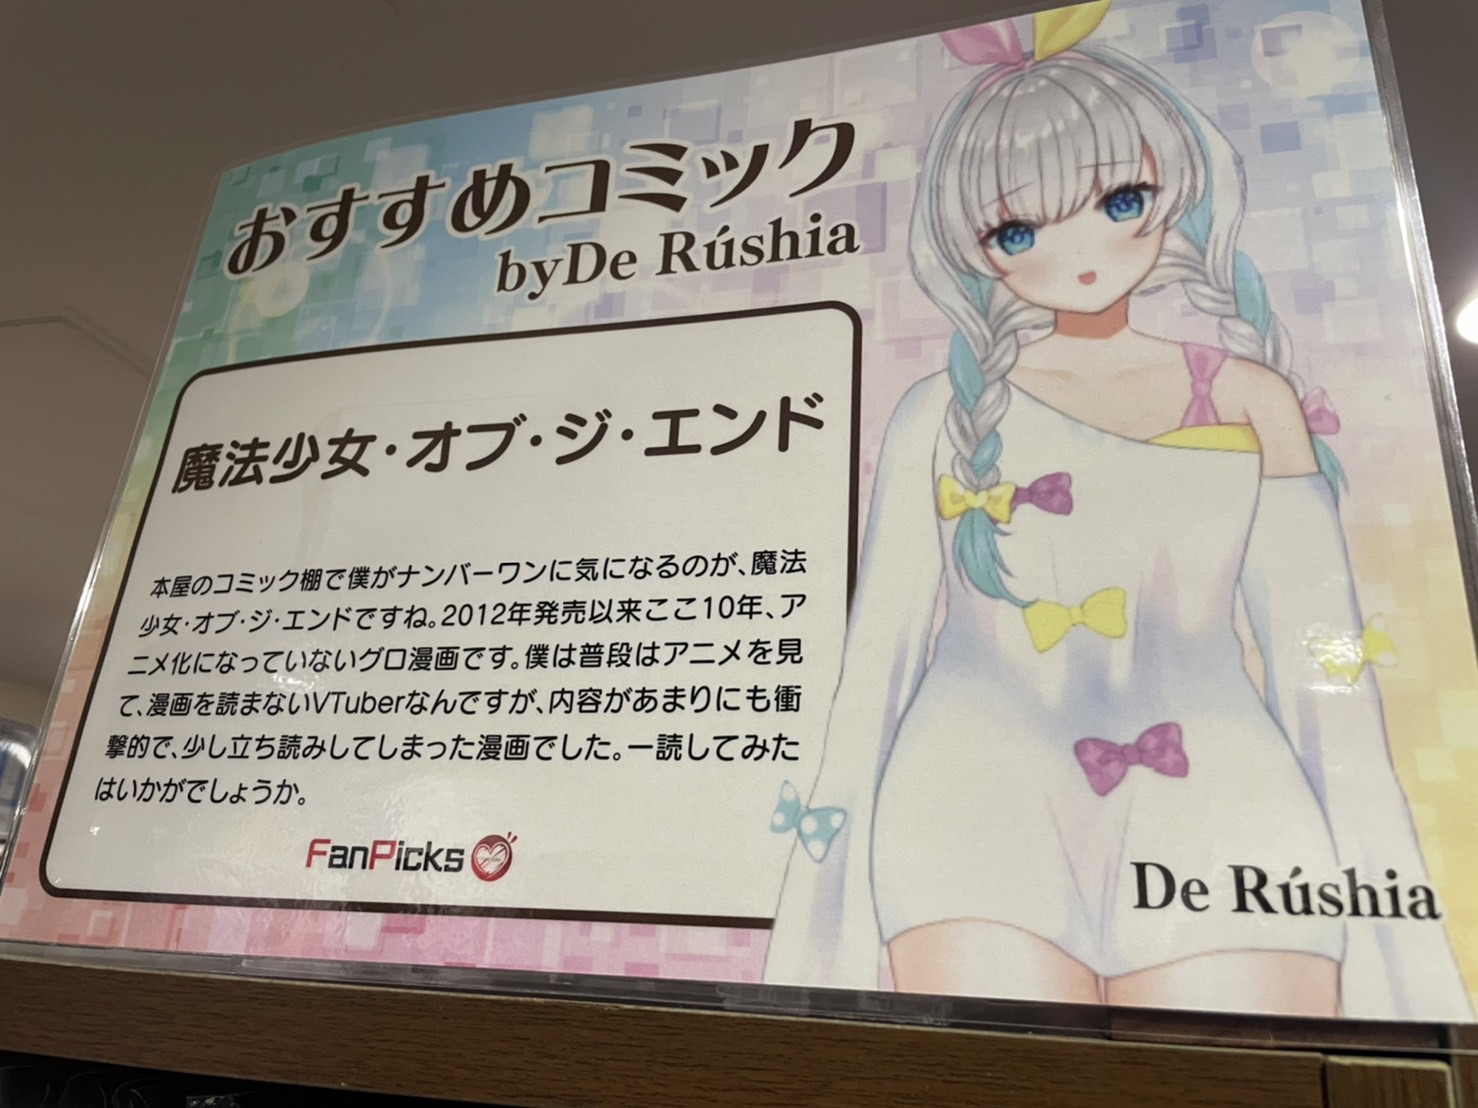 おすすめコミック
byDe Rúshia
魔法少女・オブ・ジ・エンド
本屋のコミック棚で僕がナンバーワンに気になるのが、魔法
少女・オブ・ジ・エンドですね。2012年発売以来ここ10年、ア
ニメ化になっていないグロ漫画です。僕は普段はアニメを見
て、漫画を読まないVTuberなんですが、内容があまりにも衝
撃的で、少し立ち読みしてしまった漫画でした。一読してみた
はいかがでしょうか。
FanPicks
De Rúshia